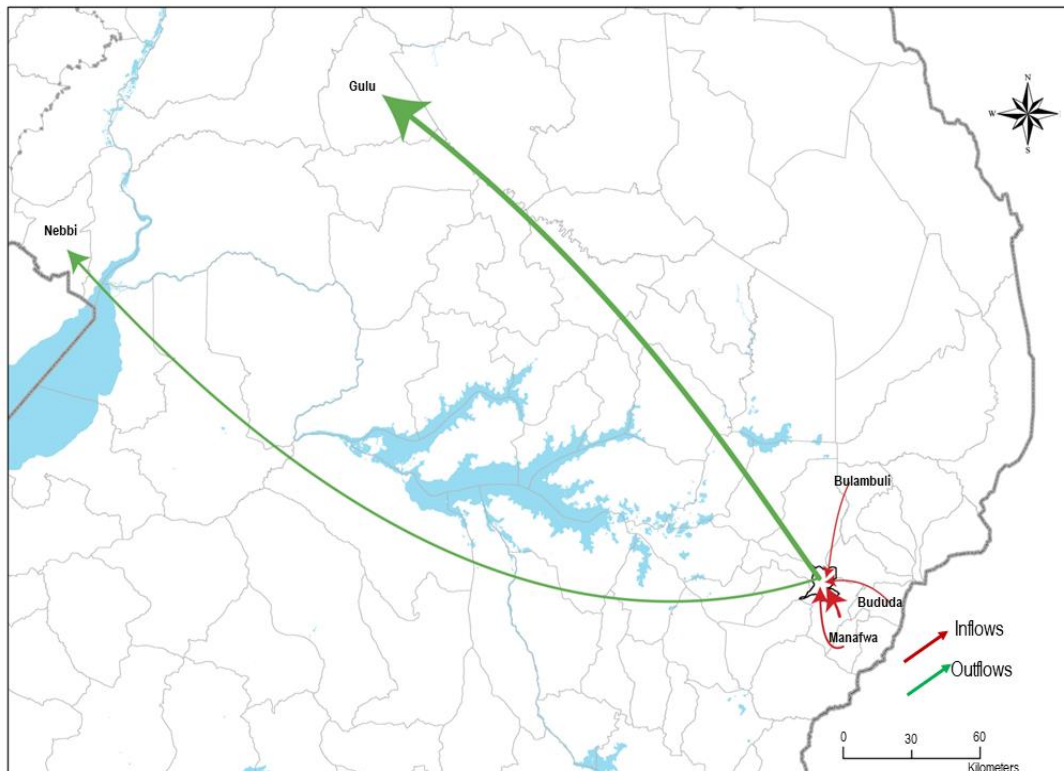 Gulu
N
W
S
Nebbi
Bulambuli
Bududa
Manafwa
Inflows
Outflows
0 30 60
Kilometers